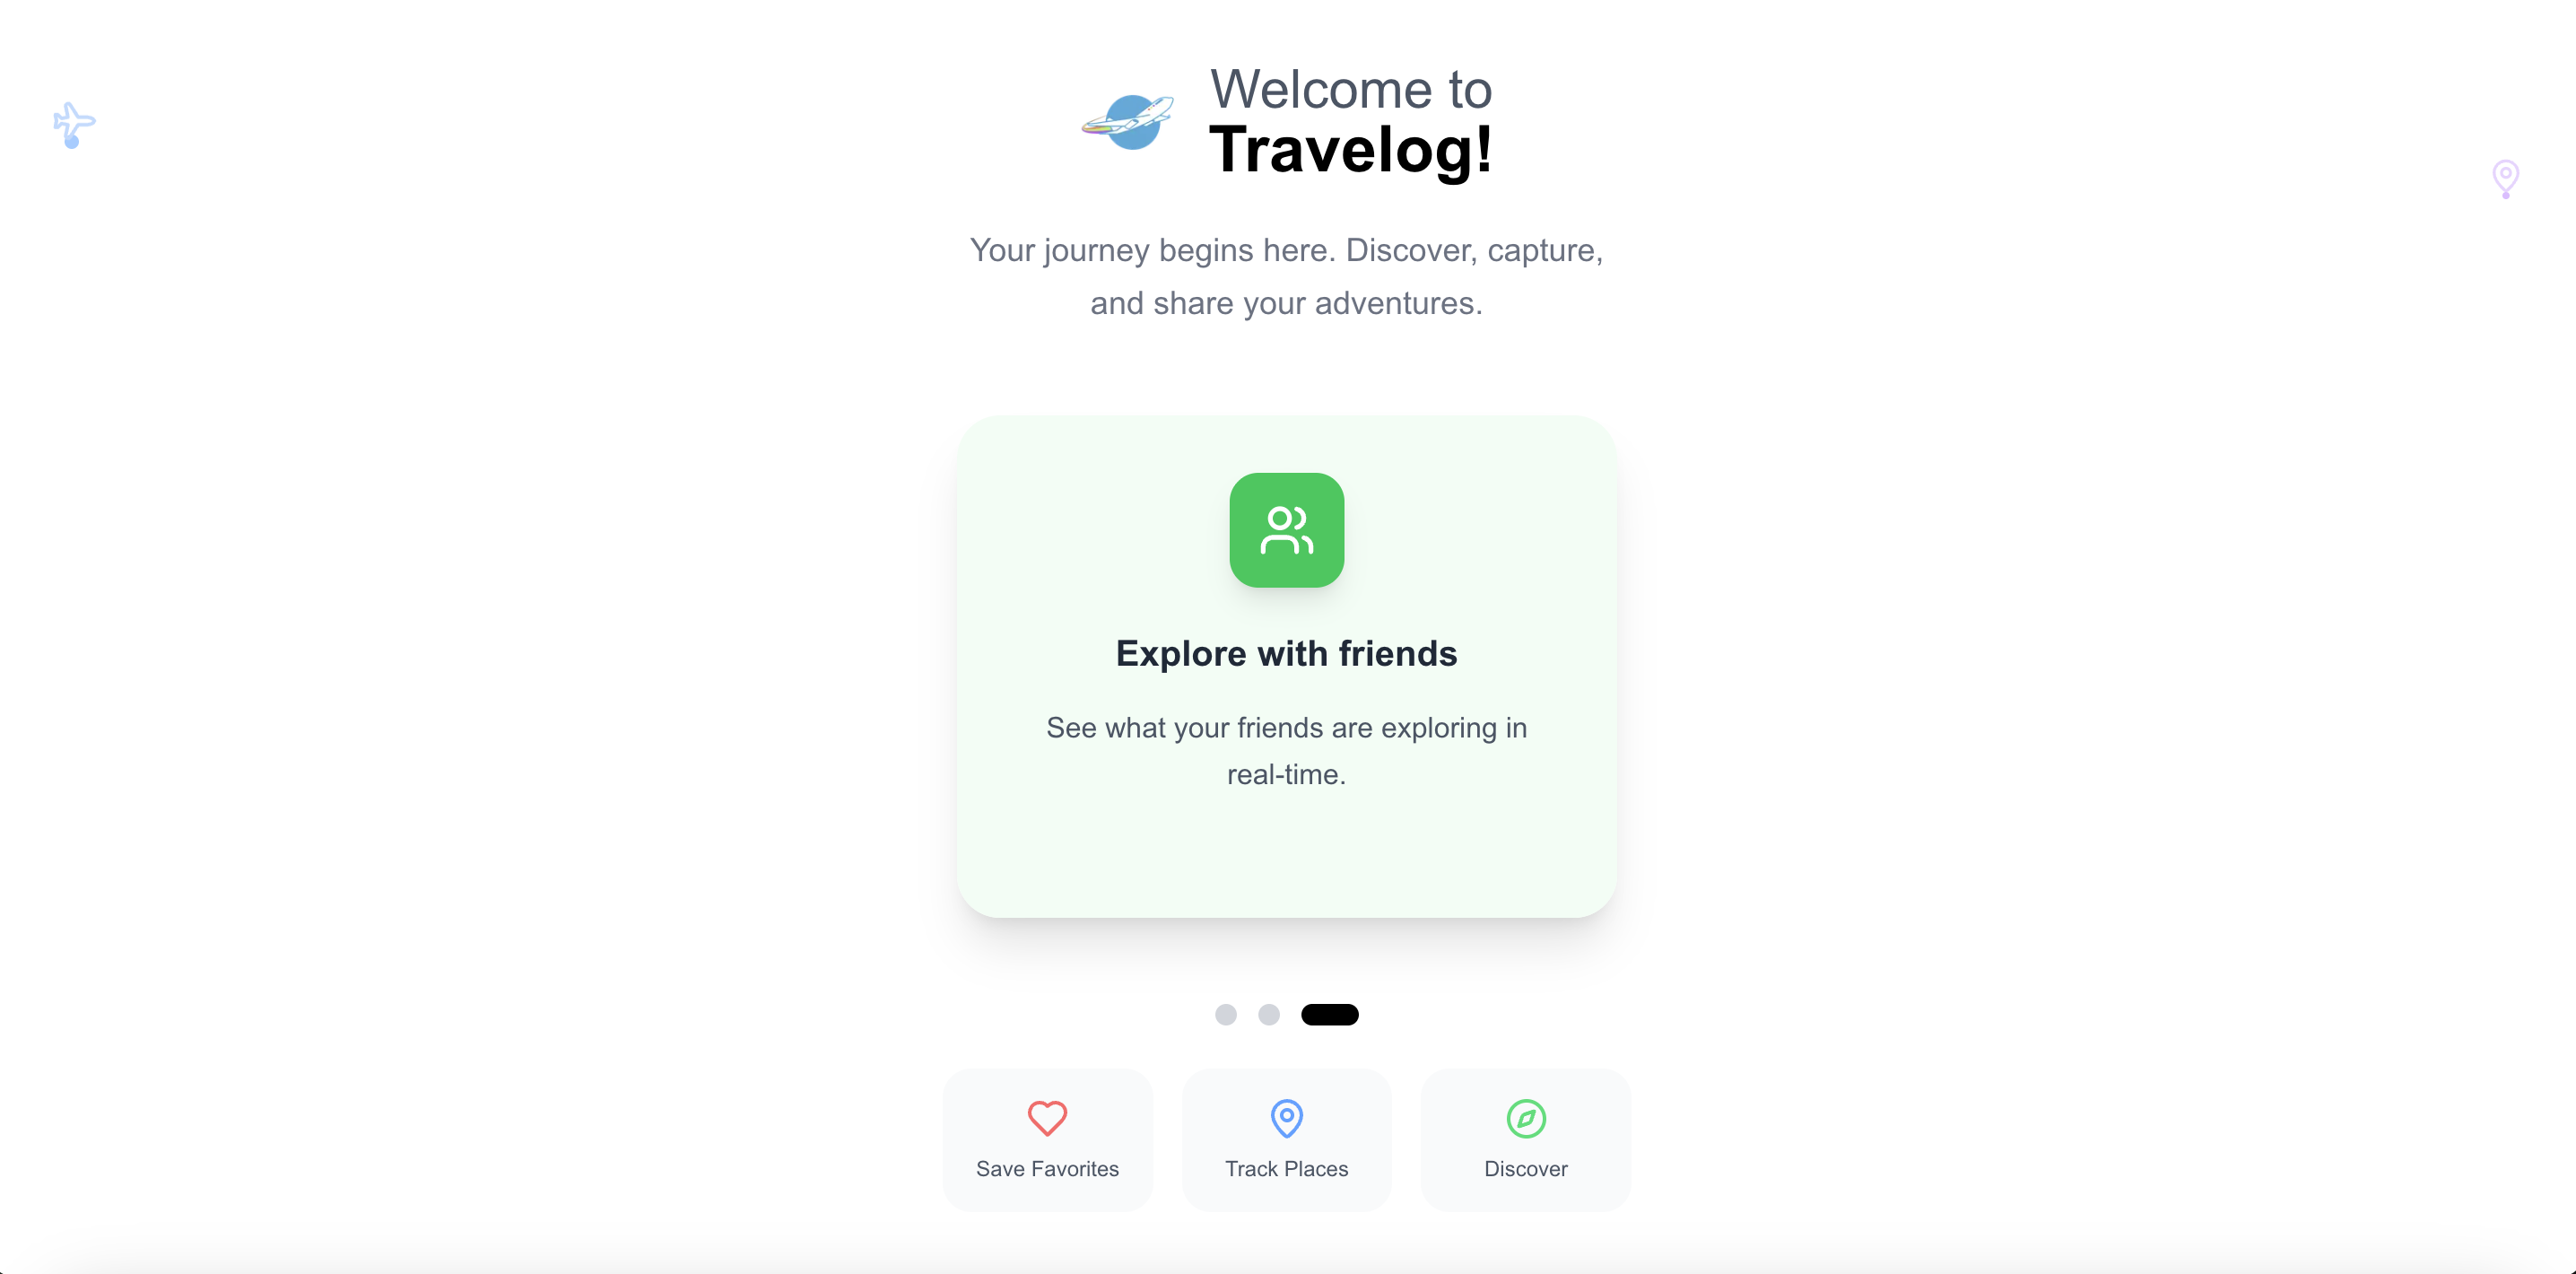 Welcome to
Travelog!
Your journey begins here. Discover, capture,
and share your adventures.
Explore with friends
See what your friends are exploring in
real-time.
Save Favorites
Track Places
Discover